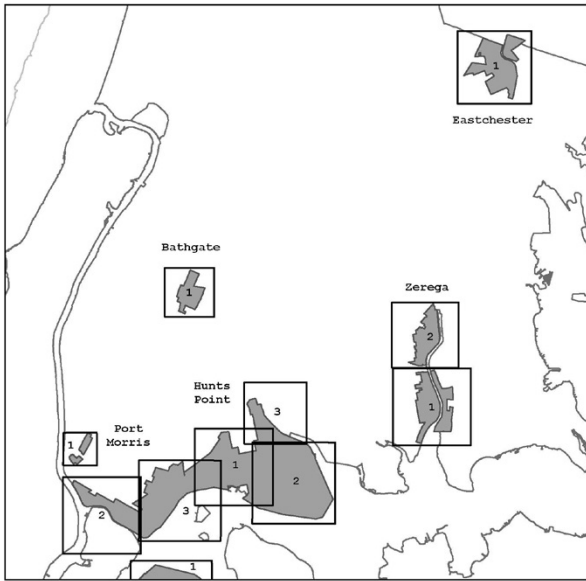 1
Eastchester
Bathgate
1
Zerega
2
1
Hunts
Point
3
1
2
Port
Morris
1
2
3
1